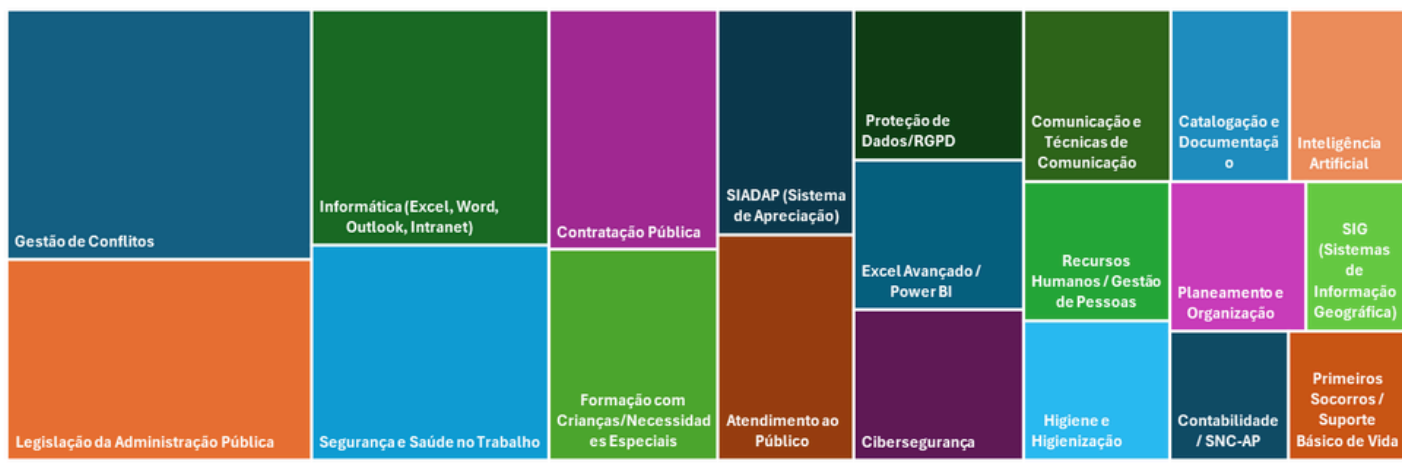 Gestão de Conflitos
Legislação da Administração Pública
Informática (Excel, Word,
Outlook, Intranet)
Segurança e Saúde no Trabalho
Contratação Pública
Formação com
Crianças/Necessidad
es Especiais
SIADAP (Sistema
de Apreciação)
Atendimento ao
Público
Proteção de
Dados/RGPD
Excel Avançado /
Power BI
Cibersegurança
Comunicação e
Técnicas de
Comunicação
Recursos
Humanos / Gestão
de Pessoas
Higiene e
Higienização
Catalogação e
Documentaçã
o
Inteligência
Artificial
Planeamento e
Organização
SIG
(Sistemas
de
Informação
Geográfica)
Contabilidade
/ SNC-AP
Primeiros
Socorros /
Suporte
Básico de Vida